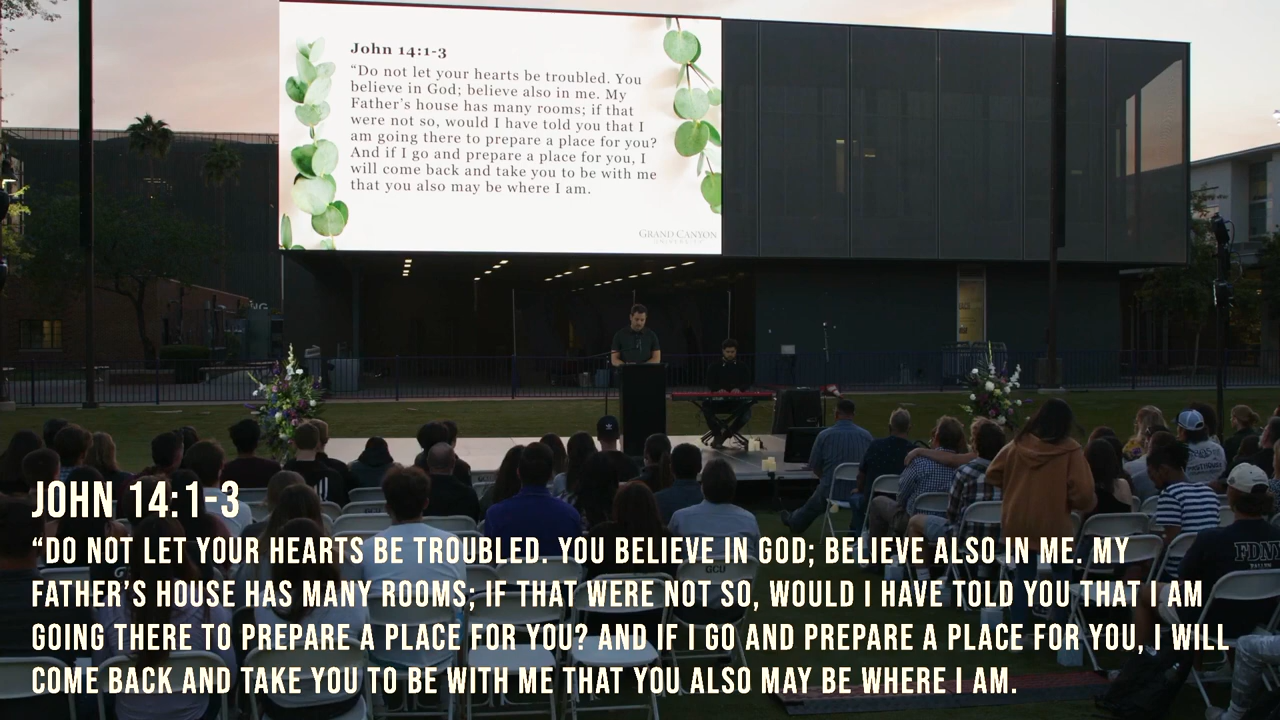 John 14:1-3
“Do not let your hearts be troubled. You
believe in God; believe also in me. My
Father’s house has many rooms; if that
were not so, would I have told you that I
am going there to prepare a place for you?
And if I go and prepare a place for you, I
will come back and take you to be with me
that you also may be where I am.
GRAND CANYON
UNIVERSITY
GCU
FDNY
JOHN 14:1-3
“DO NOT LET YOUR HEARTS BE TROUBLED. YOU BELIEVE IN GOD; BELIEVE ALSO IN ME. MY
FATHER’S HOUSE HAS MANY ROOMS; IF THAT WERE NOT SO, WOULD I HAVE TOLD YOU THAT I AM
GOING THERE TO PREPARE A PLACE FOR YOU? AND IF I GO AND PREPARE A PLACE FOR YOU, I WILL
COME BACK AND TAKE YOU TO BE WITH ME THAT YOU ALSO MAY BE WHERE I AM.